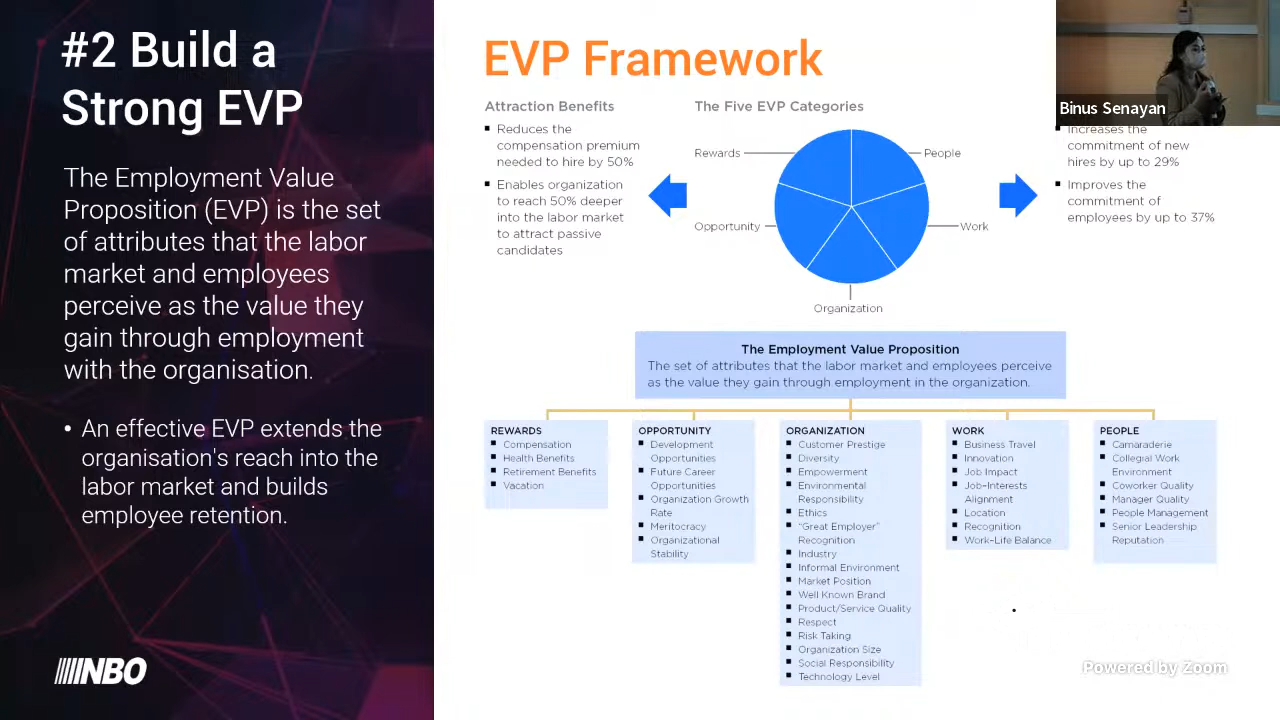 #2 Build a
Strong EVP
The Employment Value
Proposition (EVP) is the set
of attributes that the labor
market and employees
perceive as the value they
gain through employment
with the organisation.
• An effective EVP extends the
organisation's reach into the
labor market and builds
employee retention.
NBO
EVP Framework
Attraction Benefits
▪ Reduces the
compensation premium
needed to hire by 50%
▪ Enables organization
to reach 50% deeper
into the labor market
to attract passive
candidates
The Five EVP Categories
Rewards
People
Opportunity
Work
Organization
Binus Senayan
▪ Increases the
commitment of new
hires by up to 29%
▪ Improves the
commitment of
employees by up to 37%
The Employment Value Proposition
The set of attributes that the labor market and employees perceive
as the value they gain through employment in the organization.
REWARDS
▪ Compensation
▪ Health Benefits
▪ Retirement Benefits
▪ Vacation
OPPORTUNITY
▪ Development
Opportunities
▪ Future Career
Opportunities
▪ Organization Growth
Rate
▪ Meritocracy
▪ Organizational
Stability
ORGANIZATION
▪ Customer Prestige
▪ Diversity
▪ Empowerment
▪ Environmental
Responsibility
▪ Ethics
▪ "Great Employer"
Recognition
▪ Industry
▪ Informal Environment
▪ Market Position
▪ Well Known Brand
▪ Product/Service Quality
▪ Respect
▪ Risk Taking
▪ Organization Size
▪ Social Responsibility
▪ Technology Level
WORK
▪ Business Travel
▪ Innovation
▪ Job Impact
▪ Job–Interests
Alignment
▪ Location
▪ Recognition
▪ Work–Life Balance
PEOPLE
▪ Camaraderie
▪ Collegial Work
Environment
▪ Coworker Quality
▪ Manager Quality
▪ People Management
▪ Senior Leadership
Reputation
Powered by Zoom